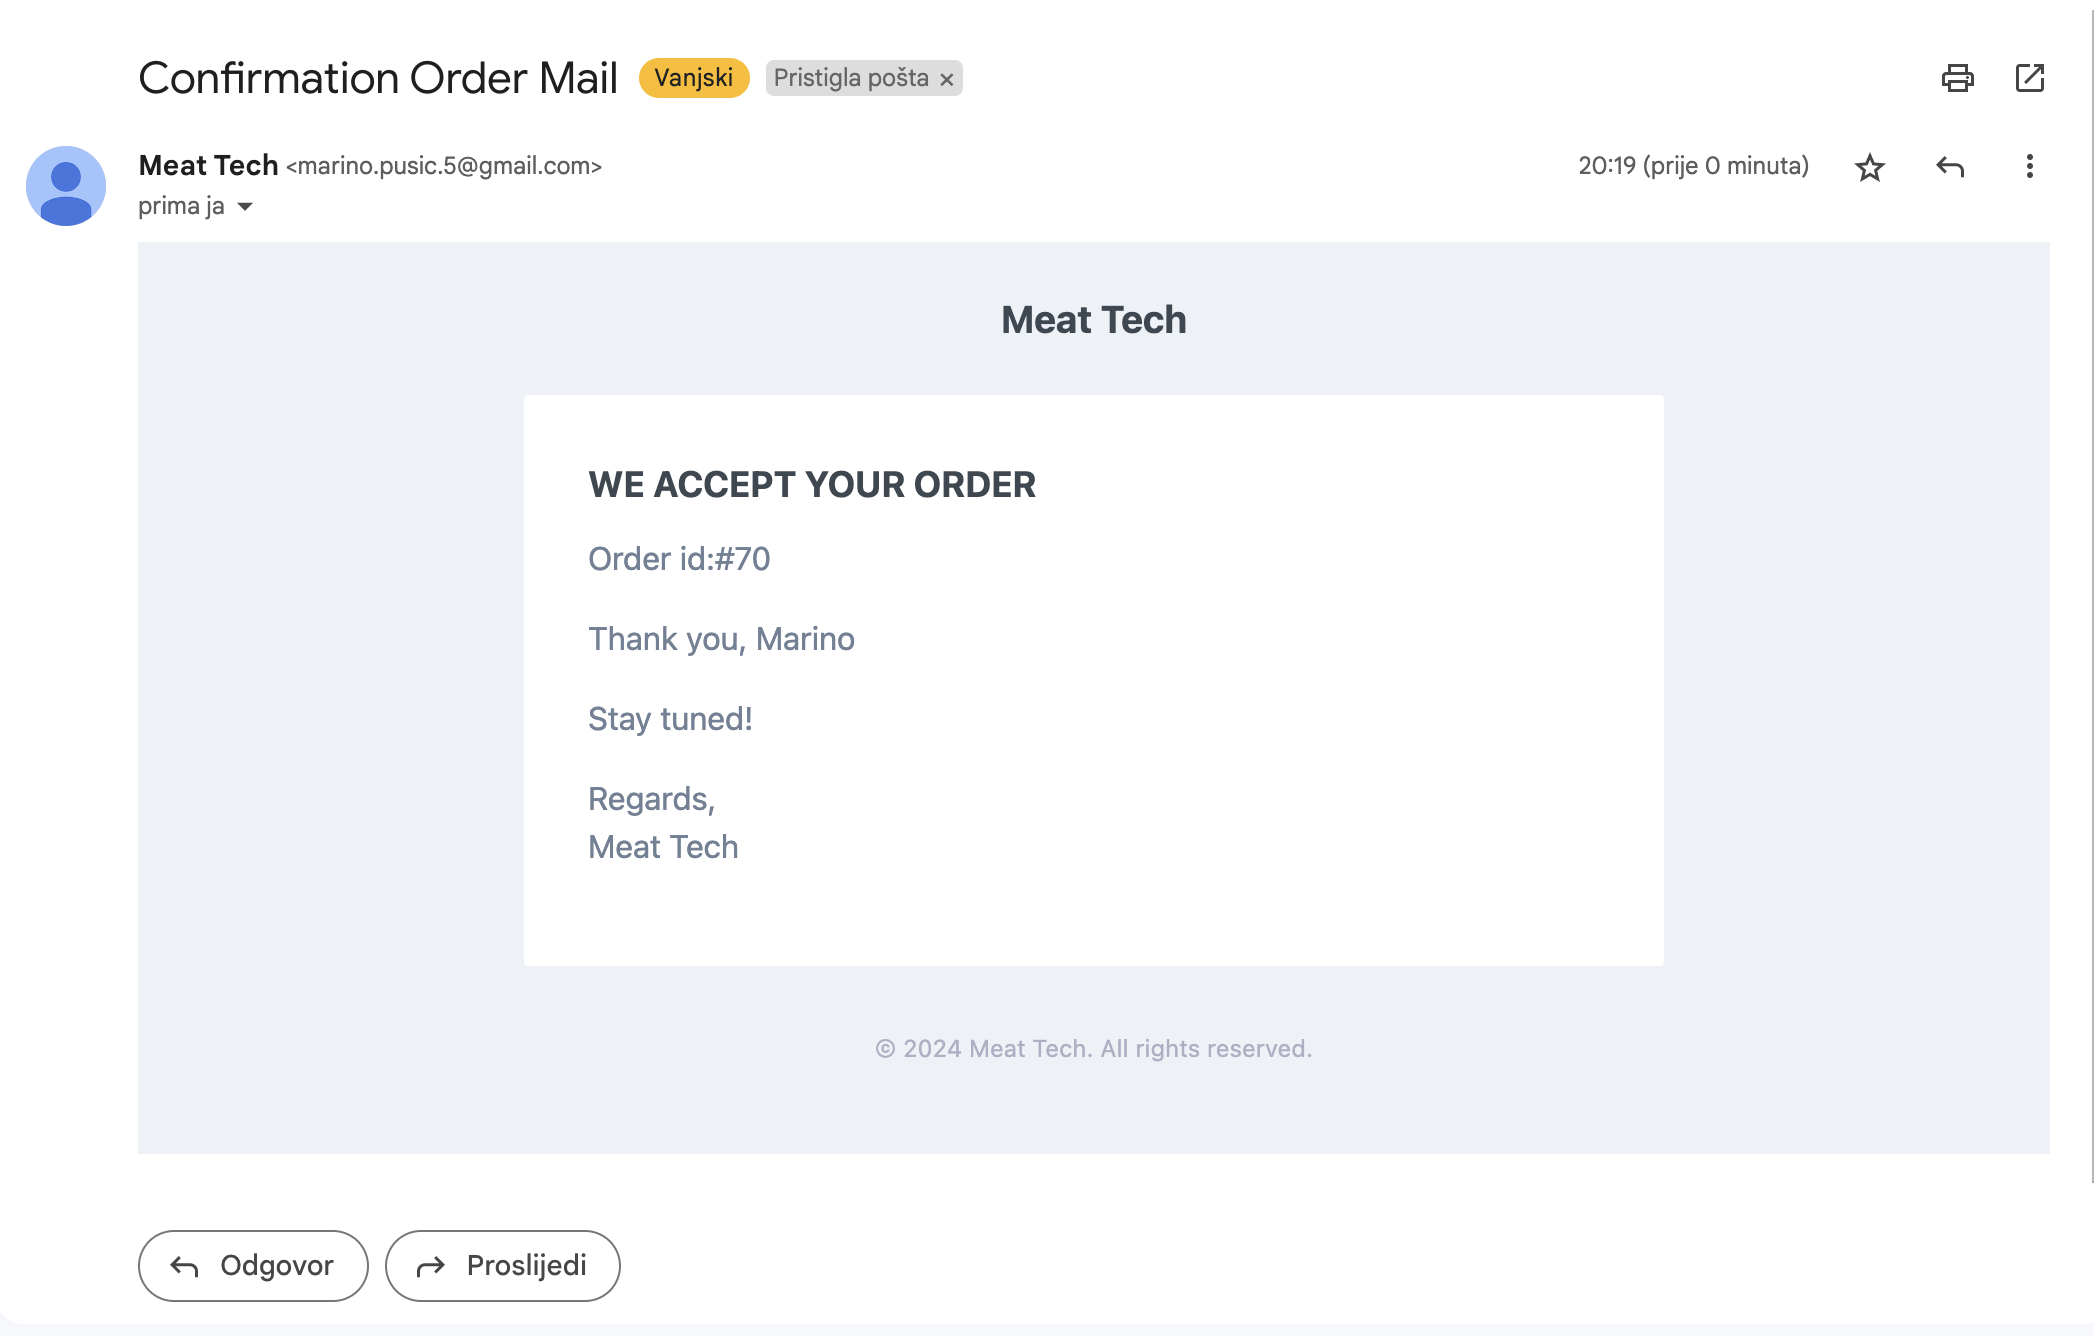 Confirmation Order Mail Vanjski Pristigla pošta ×
Meat Tech <marino.pusic.5@gmail.com> 20:19 (prije 0 minuta)
prima ja
Meat Tech
WE ACCEPT YOUR ORDER
Order id:#70
Thank you, Marino
Stay tuned!
Regards,
Meat Tech
© 2024 Meat Tech. All rights reserved.
Odgovor Proslijedi